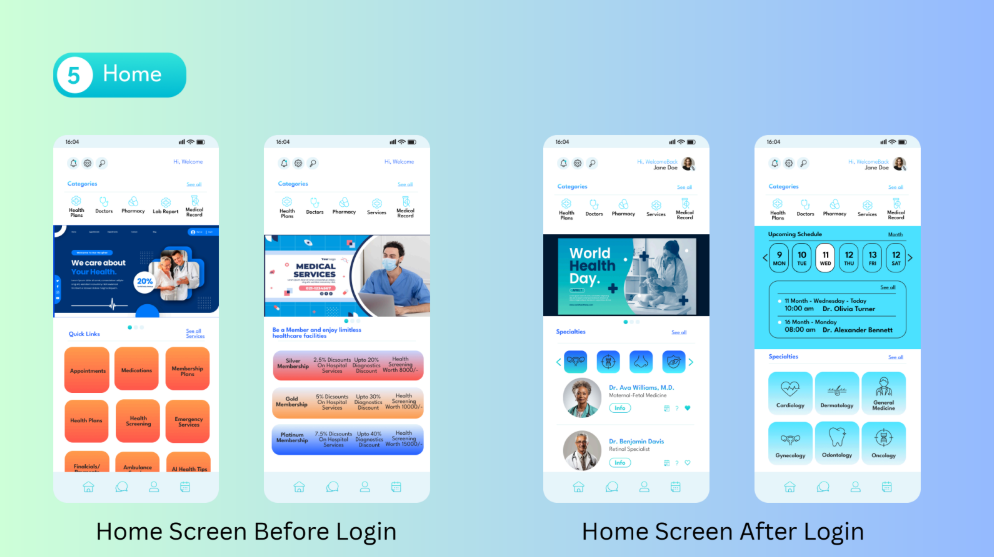 5 Home
16:04
Hi, Welcome
Categories
See all
Health Plans
Doctors
Pharmacy
Lab Report
Medical Record
We care about
Your Health.
20%
Quick Links
See all Services
Appointments
Medications
Membership Plans
Health Plans
Health Screening
Emergency Services
Ambulance
AI Health Tips
16:04
Hi, Welcome
Categories
See all
Health Plans
Doctors
Pharmacy
Services
Medical Record
MEDICAL
SERVICES
Be a Member and enjoy limitless
healthcare facilities
Silver Membership
2.5% Discounts On Hospital Services
Upto 20% Diagnostics Discount
Health Screening Worth 8000/-
Gold Membership
5% Dicounts On Hospital Services
Upto 30% Diagnostics Discount
Health Screening Worth 10000/-
Platinum Membership
7.5% Dicounts On Hospital Services
Upto 40% Diagnostics Discount
Health Screening Worth 15000/-
16:04
Hi, WelcomeBack
Jane Doe
Categories
See all
Health Plans
Doctors
Pharmacy
Services
Medical Record
World
Health
Day.
Specialties
See all
Dr. Ava Williams, M.D.
Maternal-Fetal Medicine
Info
?
Dr. Benjamin Davis
Retinal Specialist
Info
?
16:04
Hi, WelcomeBack
Jane Doe
Categories
See all
Health Plans
Doctors
Pharmacy
Services
Medical Record
Upcoming Schedule
Month
9 MON
10 TUE
11 WED
12 THU
13 FRI
12 SAT
See all
11 Month - Wednesday - Today
10:00 am Dr. Olivia Turner
16 Month - Monday
08:00 am Dr. Alexander Bennett
Specialties
See all
Cardiology
Dermatology
General Medicine
Gynecology
Odontology
Oncology
Home Screen Before Login
Home Screen After Login